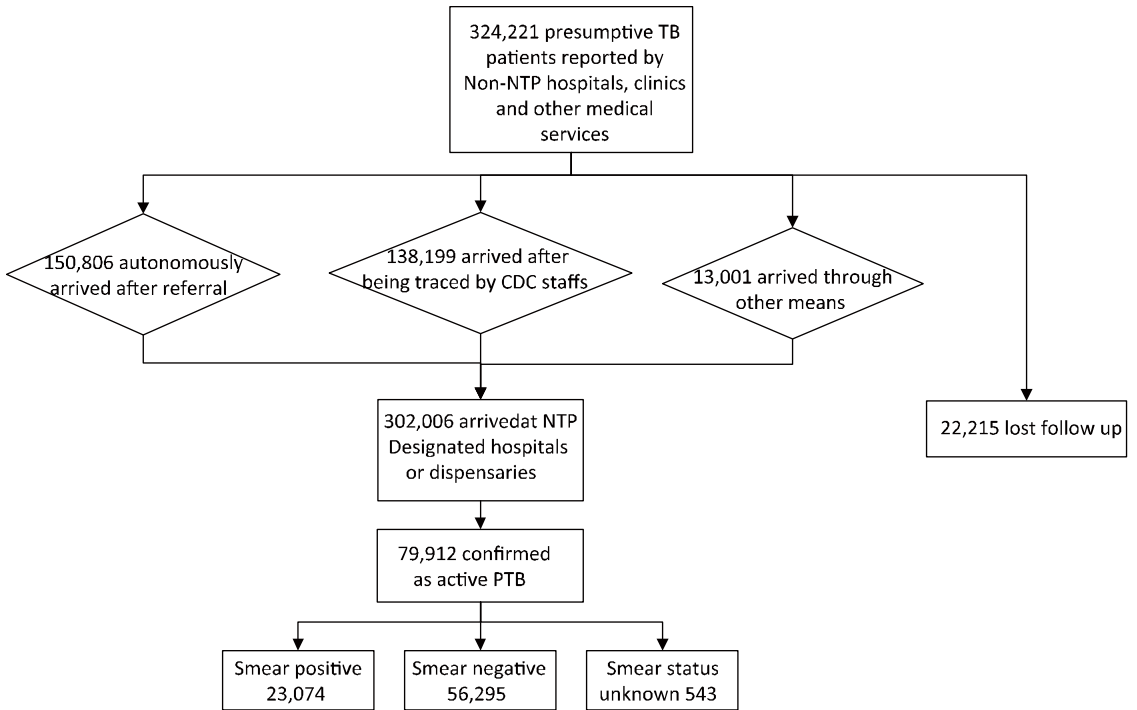 324,221 presumptive TB
patients reported by
Non-NTP hospitals, clinics
and other medical
services
150,806 autonomously
arrived after referral
138,199 arrived after
being traced by CDC staffs
13,001 arrived through
other means
302,006 arrivedat NTP
Designated hospitals
or dispensaries
22,215 lost follow up
79,912 confirmed
as active PTB
Smear positive
23,074
Smear negative
56,295
Smear status
unknown 543